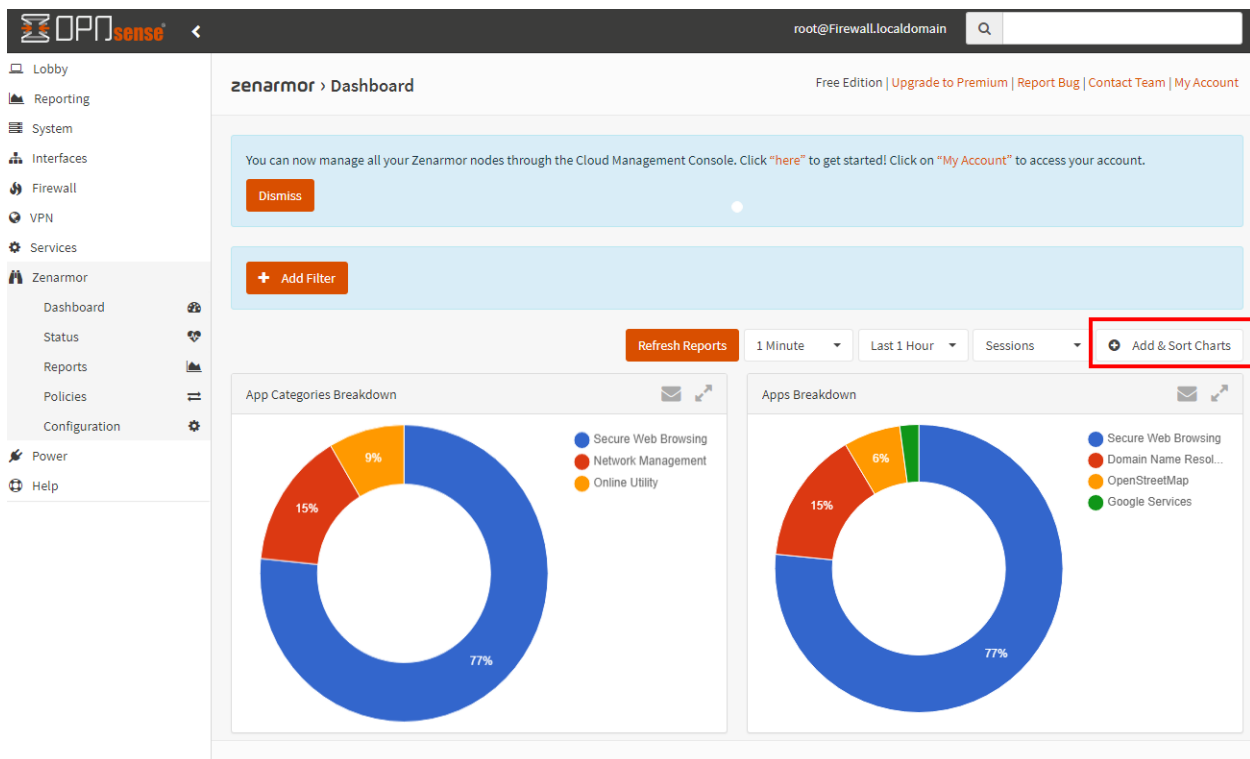 OPNsense
root@Firewall.localdomain
Lobby
Reporting
System
Interfaces
Firewall
VPN
Services
Zenarmor
Dashboard
Status
Reports
Policies
Configuration
Power
Help
zenarmor › Dashboard
Free Edition | Upgrade to Premium | Report Bug | Contact Team | My Account
You can now manage all your Zenarmor nodes through the Cloud Management Console. Click “here” to get started! Click on “My Account” to access your account.
Dismiss
Add Filter
Refresh Reports
1 Minute
Last 1 Hour
Sessions
Add & Sort Charts
App Categories Breakdown
9%
15%
77%
Secure Web Browsing
Network Management
Online Utility
Apps Breakdown
6%
15%
77%
Secure Web Browsing
Domain Name Resol...
OpenStreetMap
Google Services